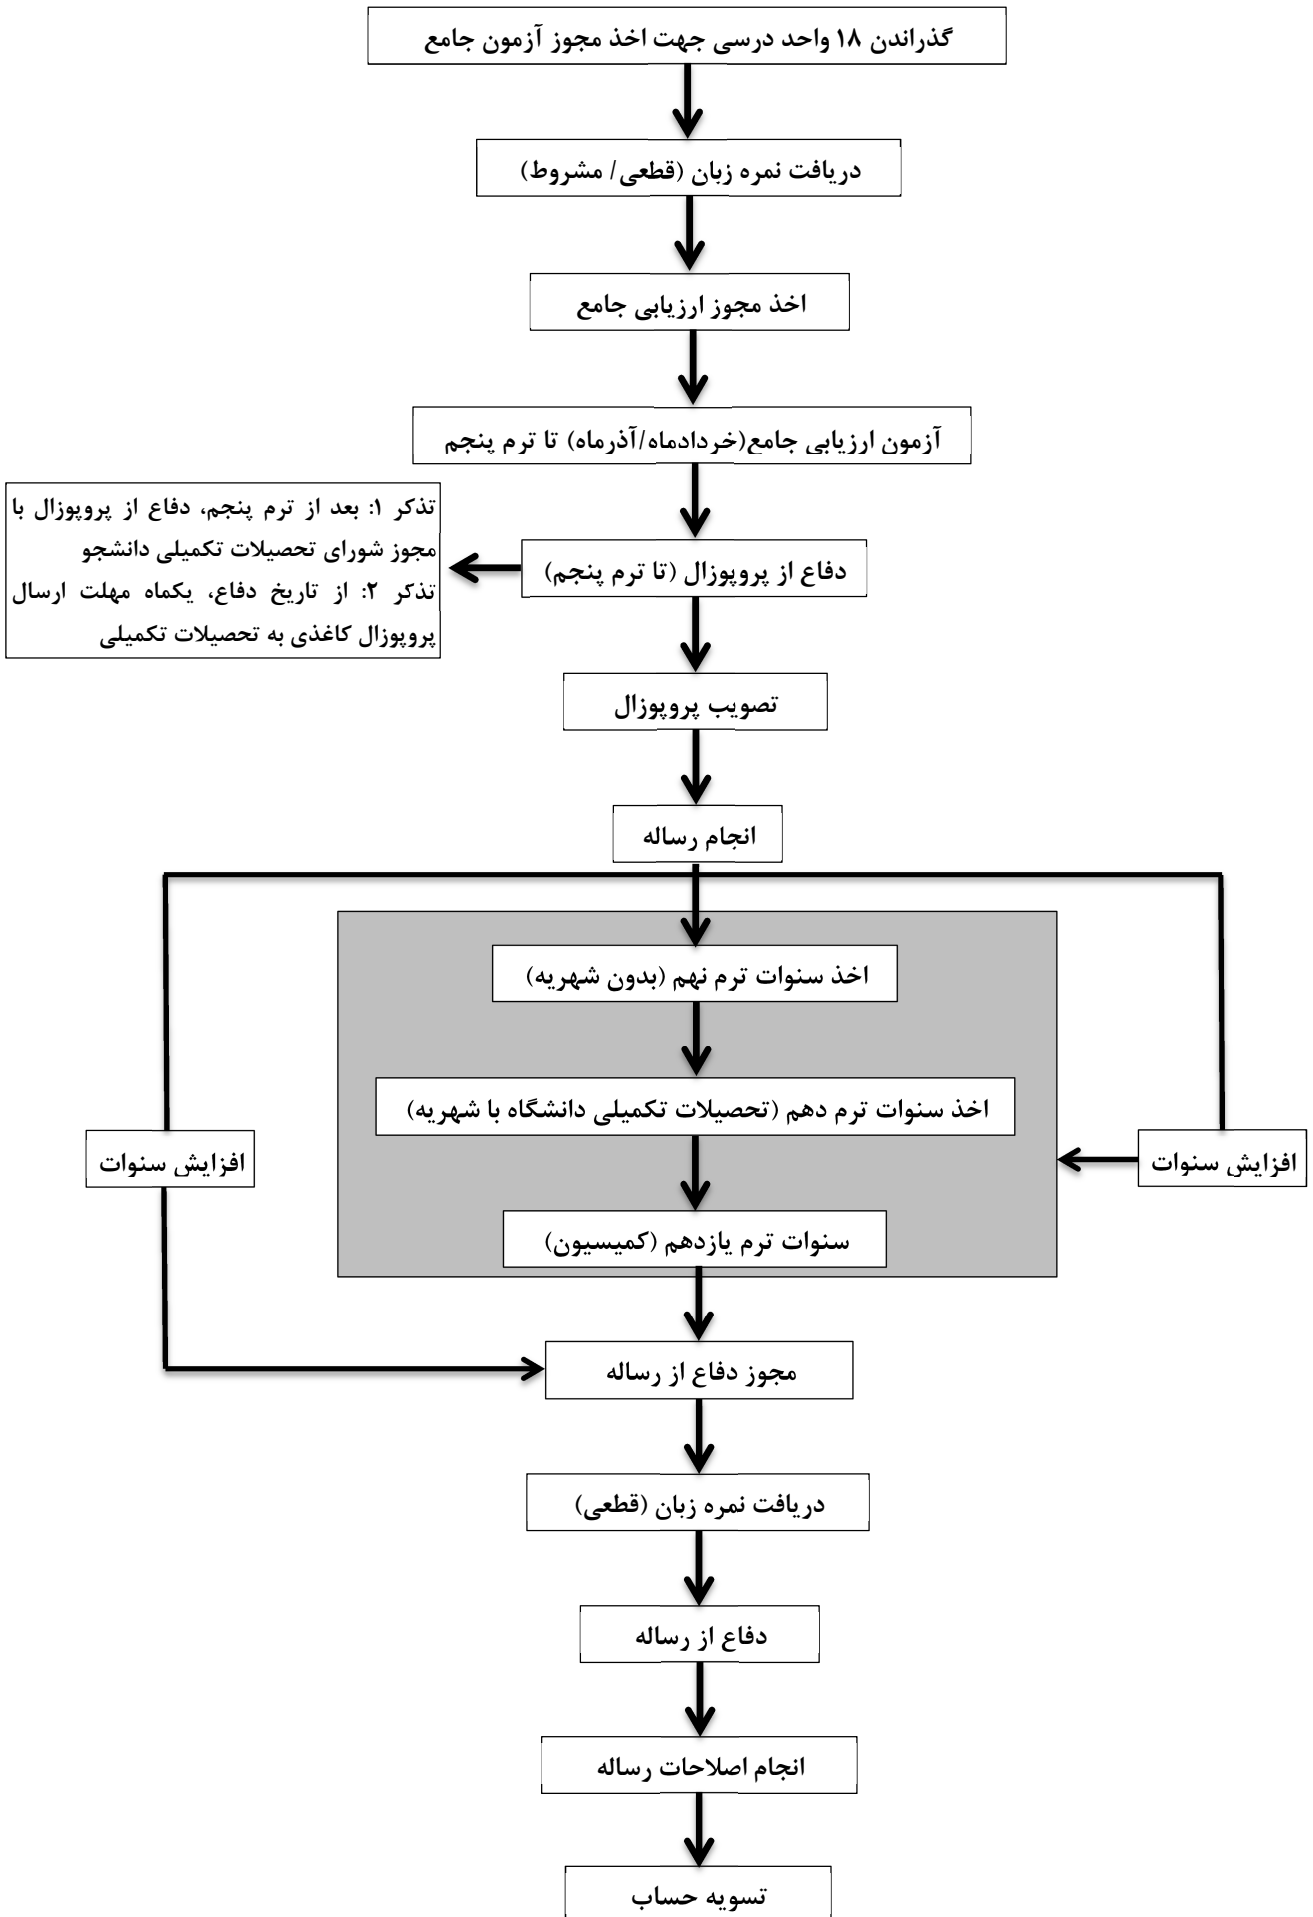 گذراندن ۱۸ واحد درسی جهت اخذ مجوز آزمون جامع
دریافت نمره زبان (قطعی/ مشروط)
اخذ مجوز ارزیابی جامع
آزمون ارزیابی جامع(خردادماه/آذرماه) تا ترم پنجم
دفاع از پروپوزال (تا ترم پنجم)
تذکر ۱: بعد از ترم پنجم، دفاع از پروپوزال با
مجوز شورای تحصیلات تکمیلی دانشجو
تذکر ۲: از تاریخ دفاع، یکماه مهلت ارسال
پروپوزال کاغذی به تحصیلات تکمیلی
تصویب پروپوزال
انجام رساله
اخذ سنوات ترم نهم (بدون شهریه)
اخذ سنوات ترم دهم (تحصیلات تکمیلی دانشگاه با شهریه)
افزایش سنوات
افزایش سنوات
سنوات ترم یازدهم (کمیسیون)
مجوز دفاع از رساله
دریافت نمره زبان (قطعی)
دفاع از رساله
انجام اصلاحات رساله
تسویه حساب